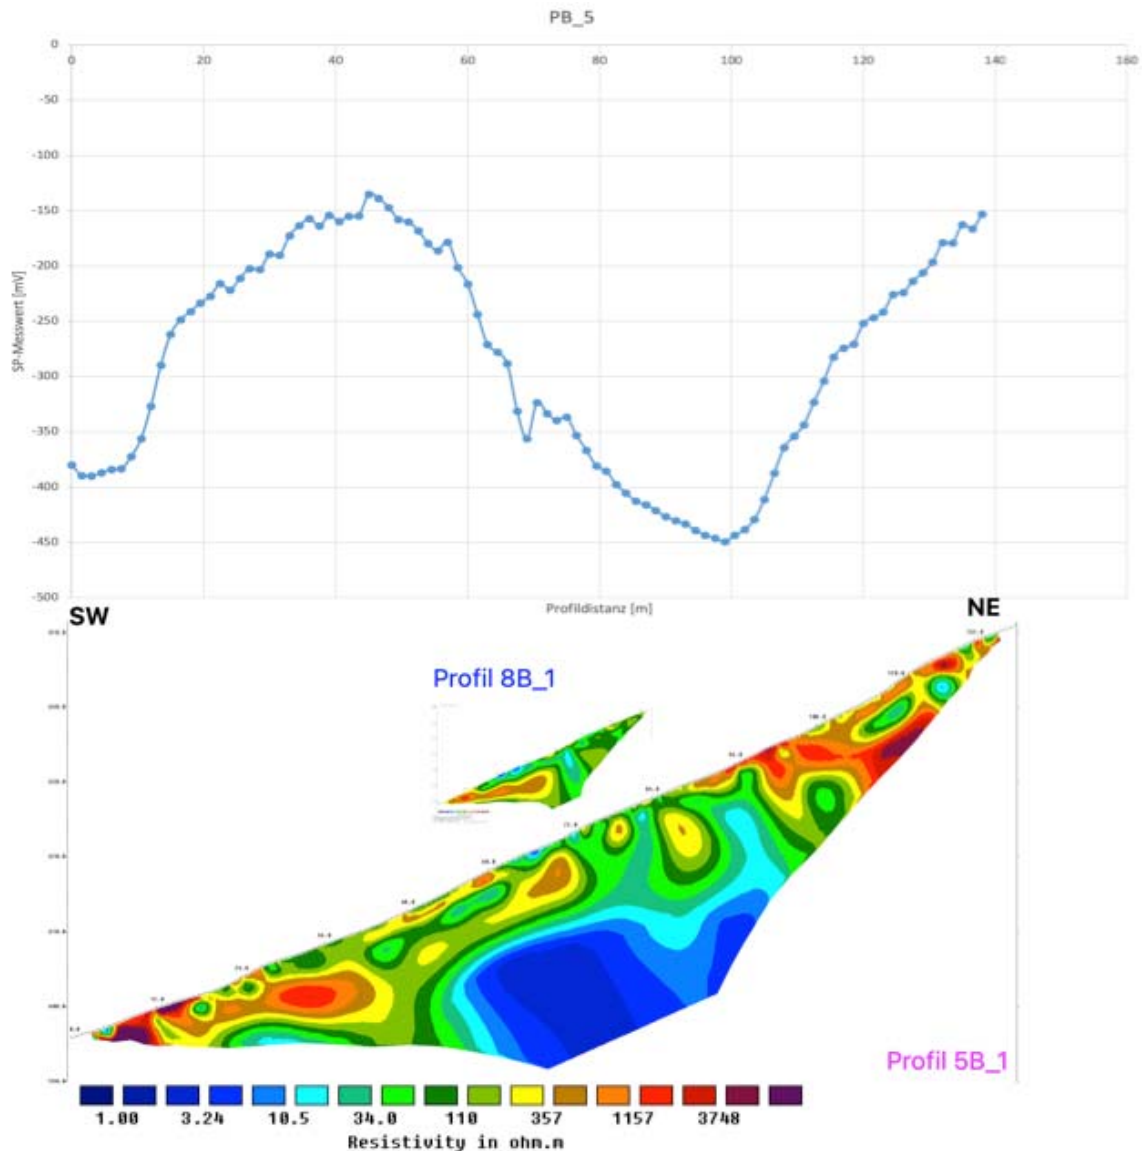 PB_5
0
0 20 40 60 80 100 120 140 160
-50
-100
-150
-200
-250
-300
-350
-400
-450
-500
SP-Messwert [mV]
Profildistanz [m]
SW
NE
Profil 8B_1
Profil 5B_1
1.00 3.24 10.5 34.0 110 357 1157 3748
Resistivity in ohm.m